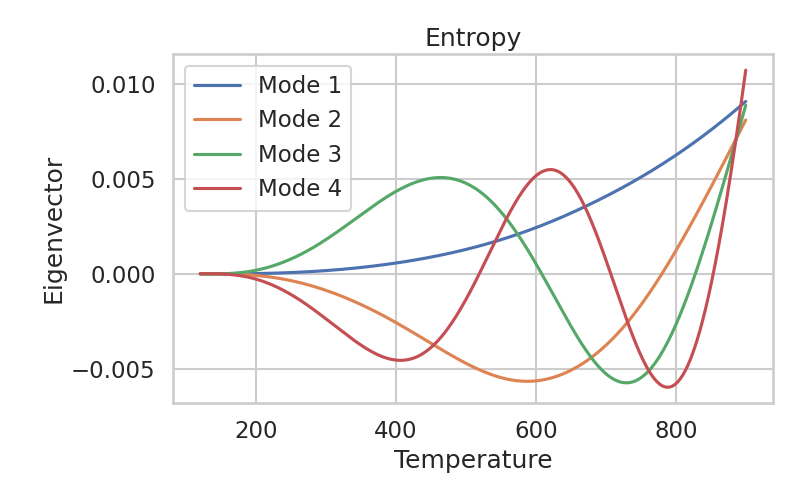 Entropy
0.010
0.005
0.000
−0.005
Eigenvector
Mode 1
Mode 2
Mode 3
Mode 4
200 400 600 800
Temperature